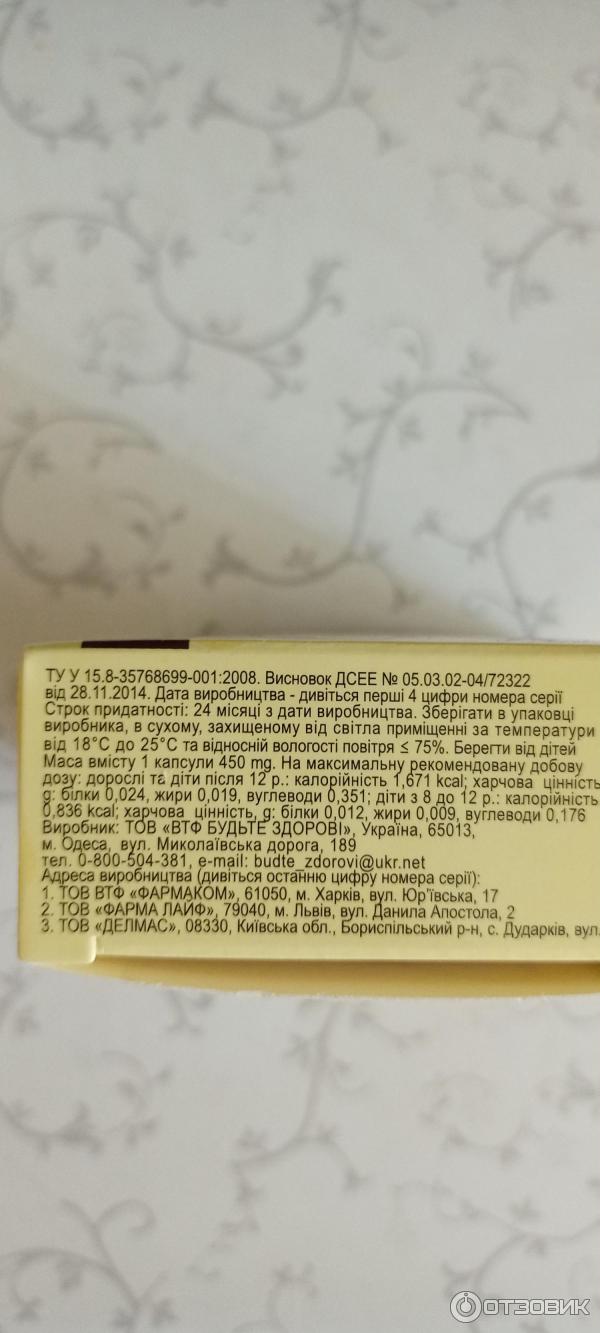 ТУ У 15.8-35768699-001:2008. Висновок ДСЕЕ № 05.03.02-04/72322
від 28.11.2014. Дата виробництва - дивіться перші 4 цифри номера серії
Строк придатності: 24 місяці з дати виробництва. Зберігати в упаковці
виробника, в сухому, захищеному від світла приміщенні за температури
від 18°С до 25°С та відносній вологості повітря ≤ 75%. Берегти від дітей
Маса вмісту 1 капсули 450 mg. На максимальну рекомендовану добову
дозу: дорослі та діти після 12 р.: калорійність 1,671 kcal; харчова цінність,
g: білки 0,024, жири 0,019, вуглеводи 0,351; діти з 8 до 12 р.: калорійність
0,836 kcal; харчова цінність, g: білки 0,012, жири 0,009, вуглеводи 0,176
Виробник: ТОВ «ВТФ БУДЬТЕ ЗДОРОВІ», Україна, 65013,
м. Одеса, вул. Миколаївська дорога, 189
тел. 0-800-504-381, e-mail: budte_zdorovi@ukr.net
Адреса виробництва (дивіться останню цифру номера серії):
1. ТОВ ВТФ «ФАРМАКОМ», 61050, м. Харків, вул. Юр'ївська, 17
2. ТОВ «ФАРМА ЛАЙФ», 79040, м. Львів, вул. Данила Апостола, 2
3. ТОВ «ДЕЛМАС», 08330, Київська обл., Бориспільський р-н, с. Дударків, вул.
ОТЗОВИК